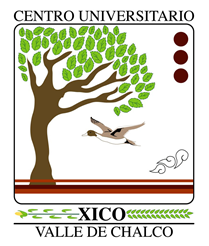 CENTRO UNIVERSITARIO
XICO
VALLE DE CHALCO